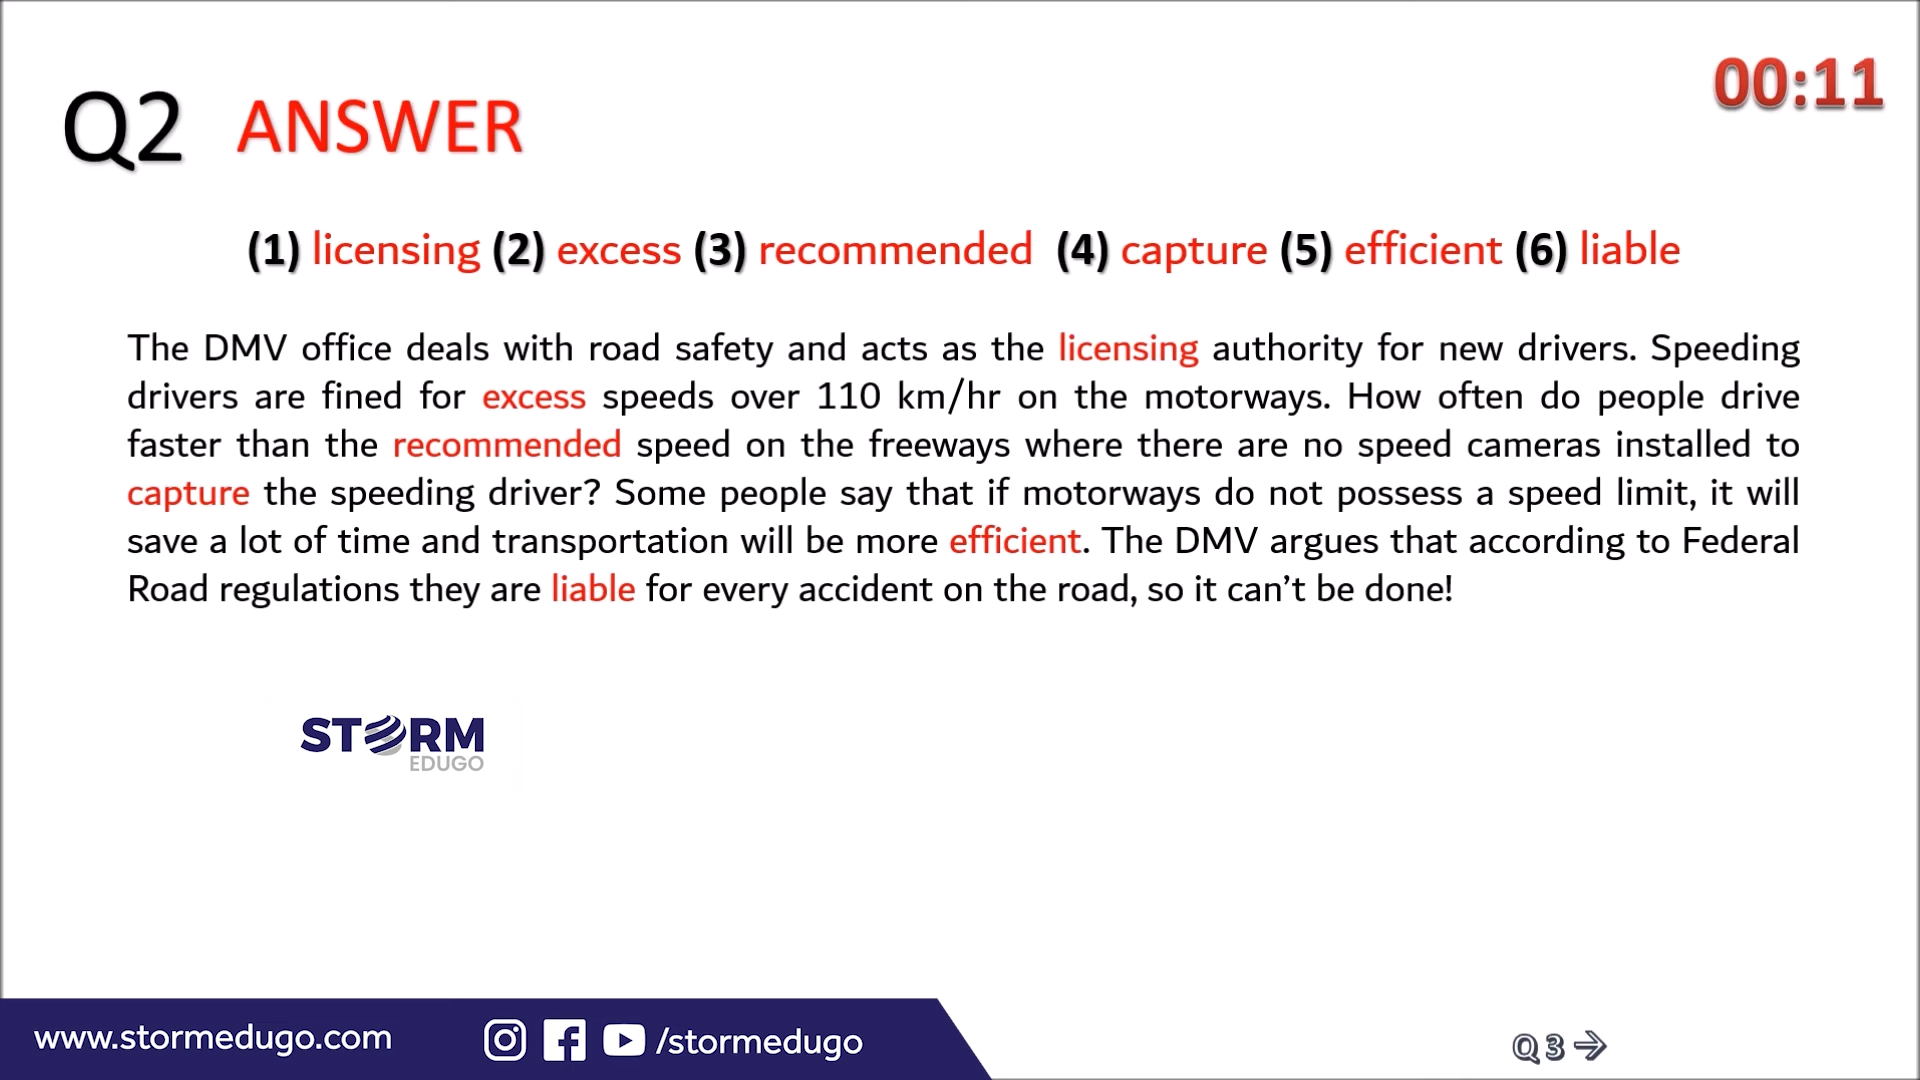 00:11
Q2 ANSWER
(1) licensing (2) excess (3) recommended (4) capture (5) efficient (6) liable
The DMV office deals with road safety and acts as the licensing authority for new drivers. Speeding
drivers are fined for excess speeds over 110 km/hr on the motorways. How often do people drive
faster than the recommended speed on the freeways where there are no speed cameras installed to
capture the speeding driver? Some people say that if motorways do not possess a speed limit, it will
save a lot of time and transportation will be more efficient. The DMV argues that according to Federal
Road regulations they are liable for every accident on the road, so it can't be done!
STORM
EDUGO
www.stormedugo.com /stormedugo
Q3